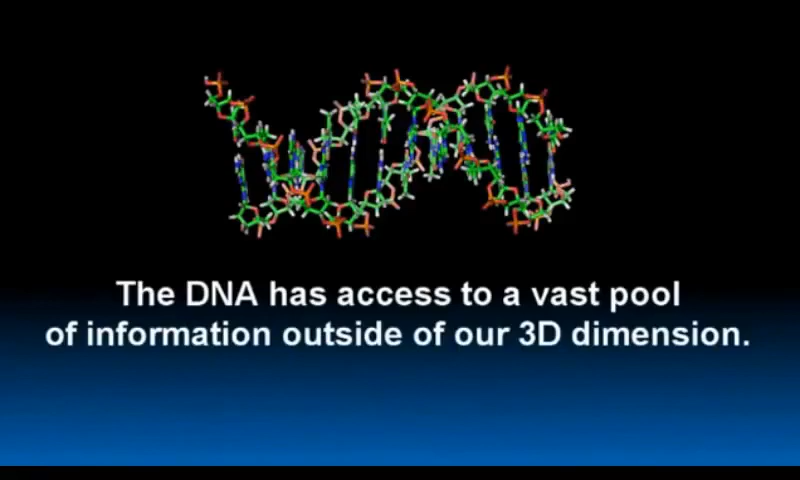 The DNA has access to a vast pool
of information outside of our 3D dimension.